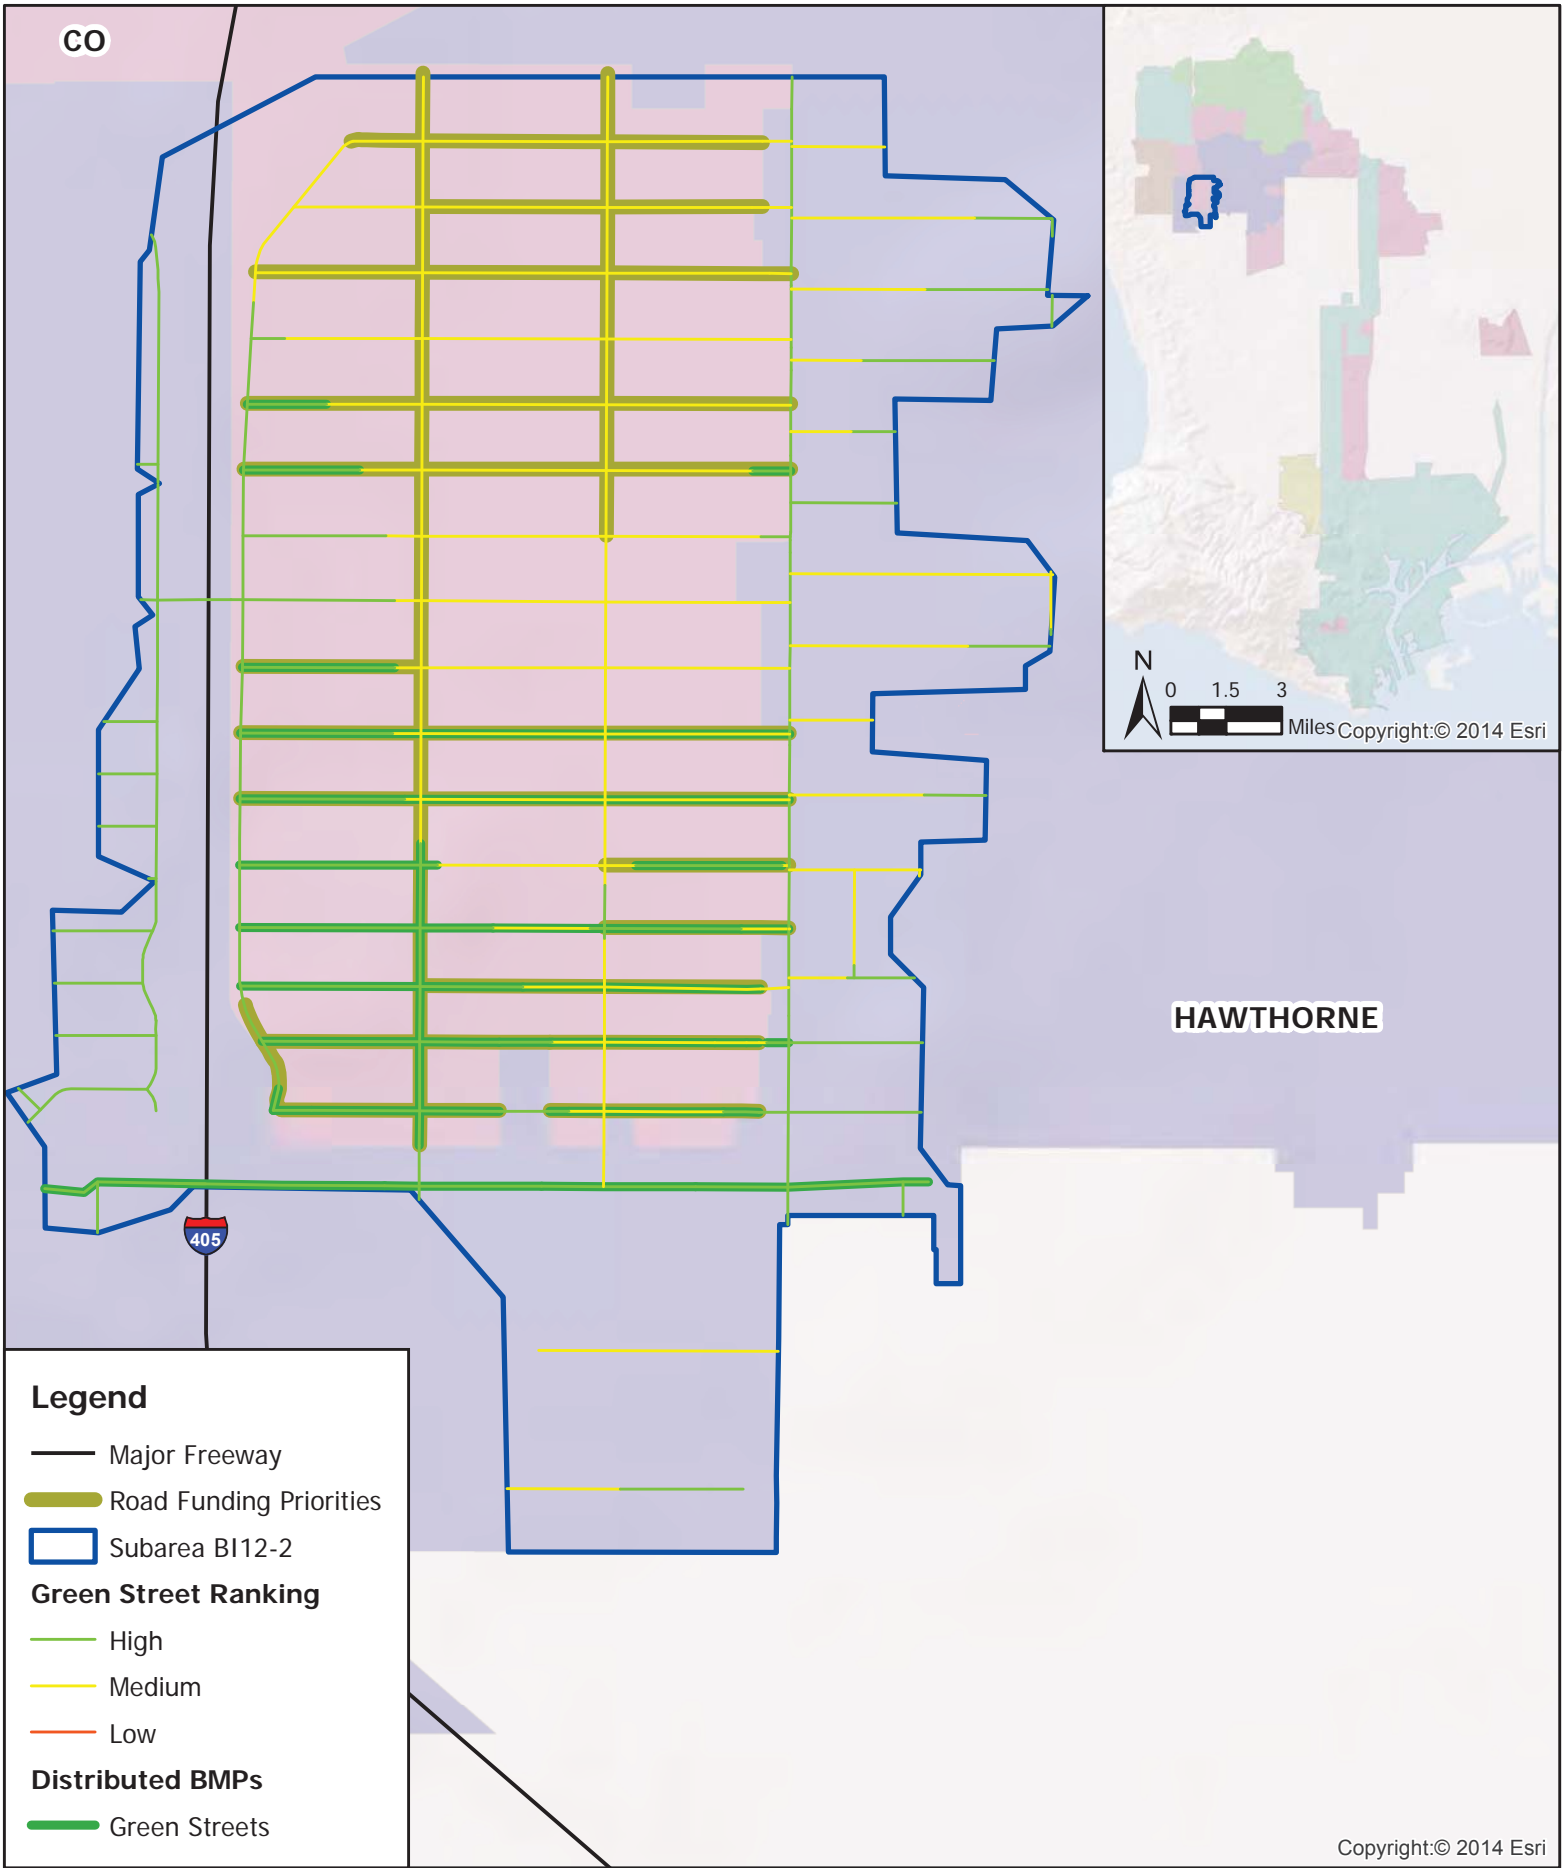 CO
N
0 1.5 3
Miles
Copyright:© 2014 Esri
HAWTHORNE
405
Legend
Major Freeway
Road Funding Priorities
Subarea BI12-2
Green Street Ranking
High
Medium
Low
Distributed BMPs
Green Streets
Copyright:© 2014 Esri